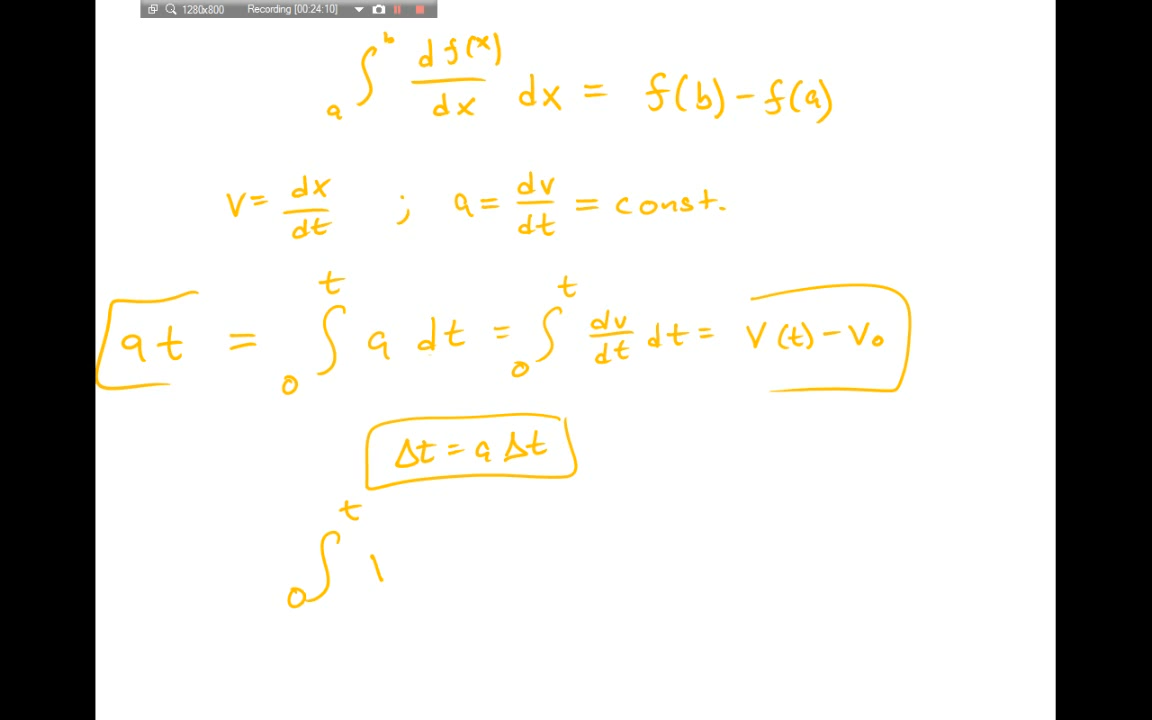 1280x800 Recording [00:24:10]
a∫b df(x)/dx dx = f(b) - f(a)
v = dx/dt ; a = dv/dt = const.
at = 0∫t a dt = 0∫t dv/dt dt = v(t) - v₀
Δt = a Δt
0∫t \